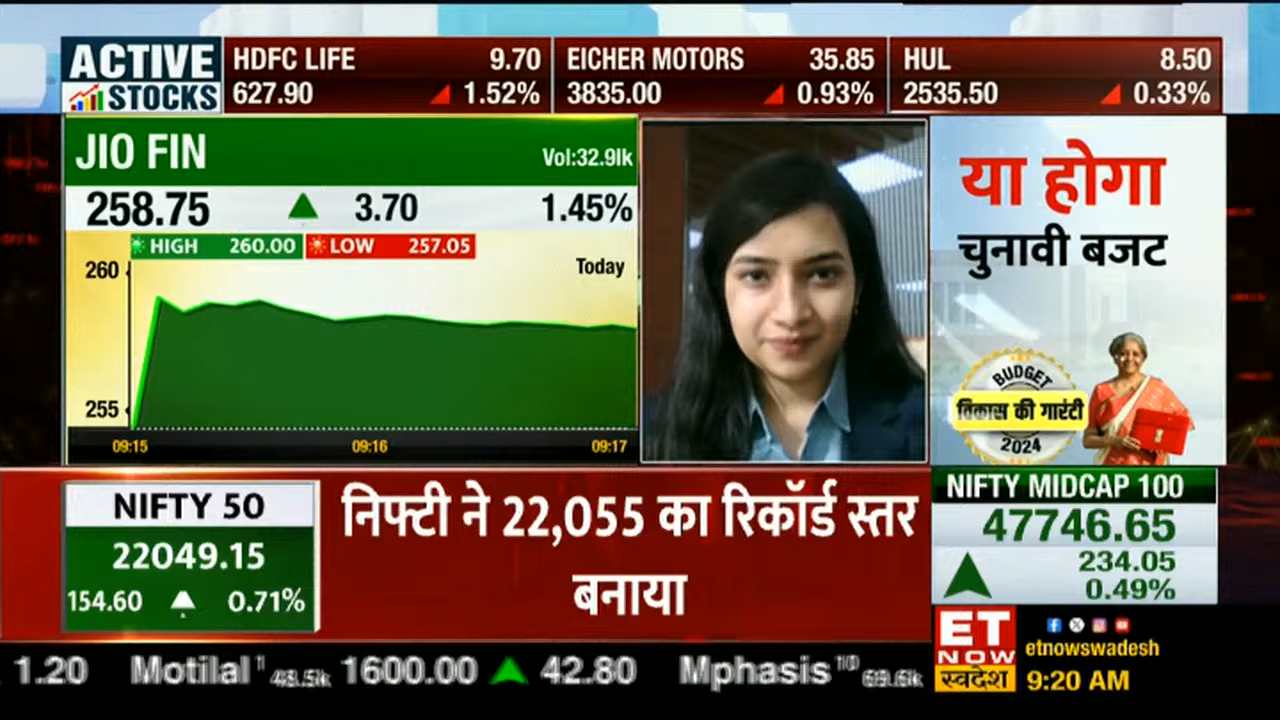 ACTIVE
STOCKS
HDFC LIFE 9.70
627.90 1.52%
EICHER MOTORS 35.85
3835.00 0.93%
HUL 8.50
2535.50 0.33%
JIO FIN Vol:32.9lk
258.75 3.70 1.45%
HIGH 260.00 LOW 257.05
Today
260
255
09:15 09:16 09:17
या होगा
चुनावी बजट
BUDGET
विकास की गारंटी
2024
NIFTY 50
22049.15
154.60 0.71%
निफ्टी ने 22,055 का रिकॉर्ड स्तर
बनाया
NIFTY MIDCAP 100
47746.65
234.05
0.49%
1.20 Motilal 48.5k 1600.00 42.80 Mphasis 69.6k
ET
NOW
स्वदेश
etnowswadesh
9:20 AM